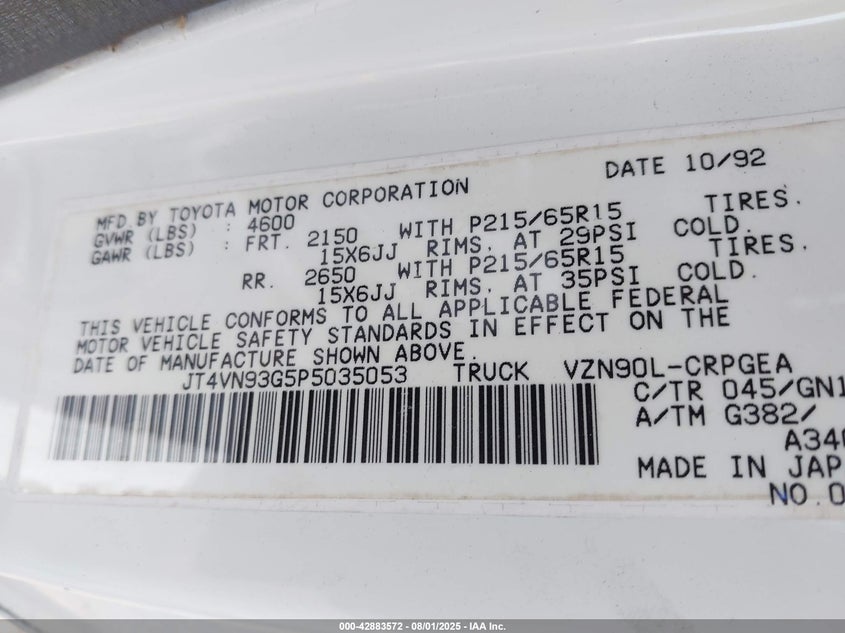 DATE 10/92
MFD.BY TOYOTA MOTOR CORPORATION
GVWR (LBS) : 4600
GAWR (LBS) : FRT. 2150 WITH P215/65R15 TIRES.
15X6JJ RIMS. AT 29PSI COLD.
RR. 2650 WITH P215/65R15 TIRES.
15X6JJ RIMS. AT 35PSI COLD.
THIS VEHICLE CONFORMS TO ALL APPLICABLE FEDERAL
MOTOR VEHICLE SAFETY STANDARDS IN EFFECT ON THE
DATE OF MANUFACTURE SHOWN ABOVE.
JT4VN93G5P5035053 TRUCK VZN90L-CRPGEA
C/TR 045/GN1
A/TM G382/
A340
MADE IN JAP
NO.0
000-42883572 - 08/01/2025 - IAA Inc.